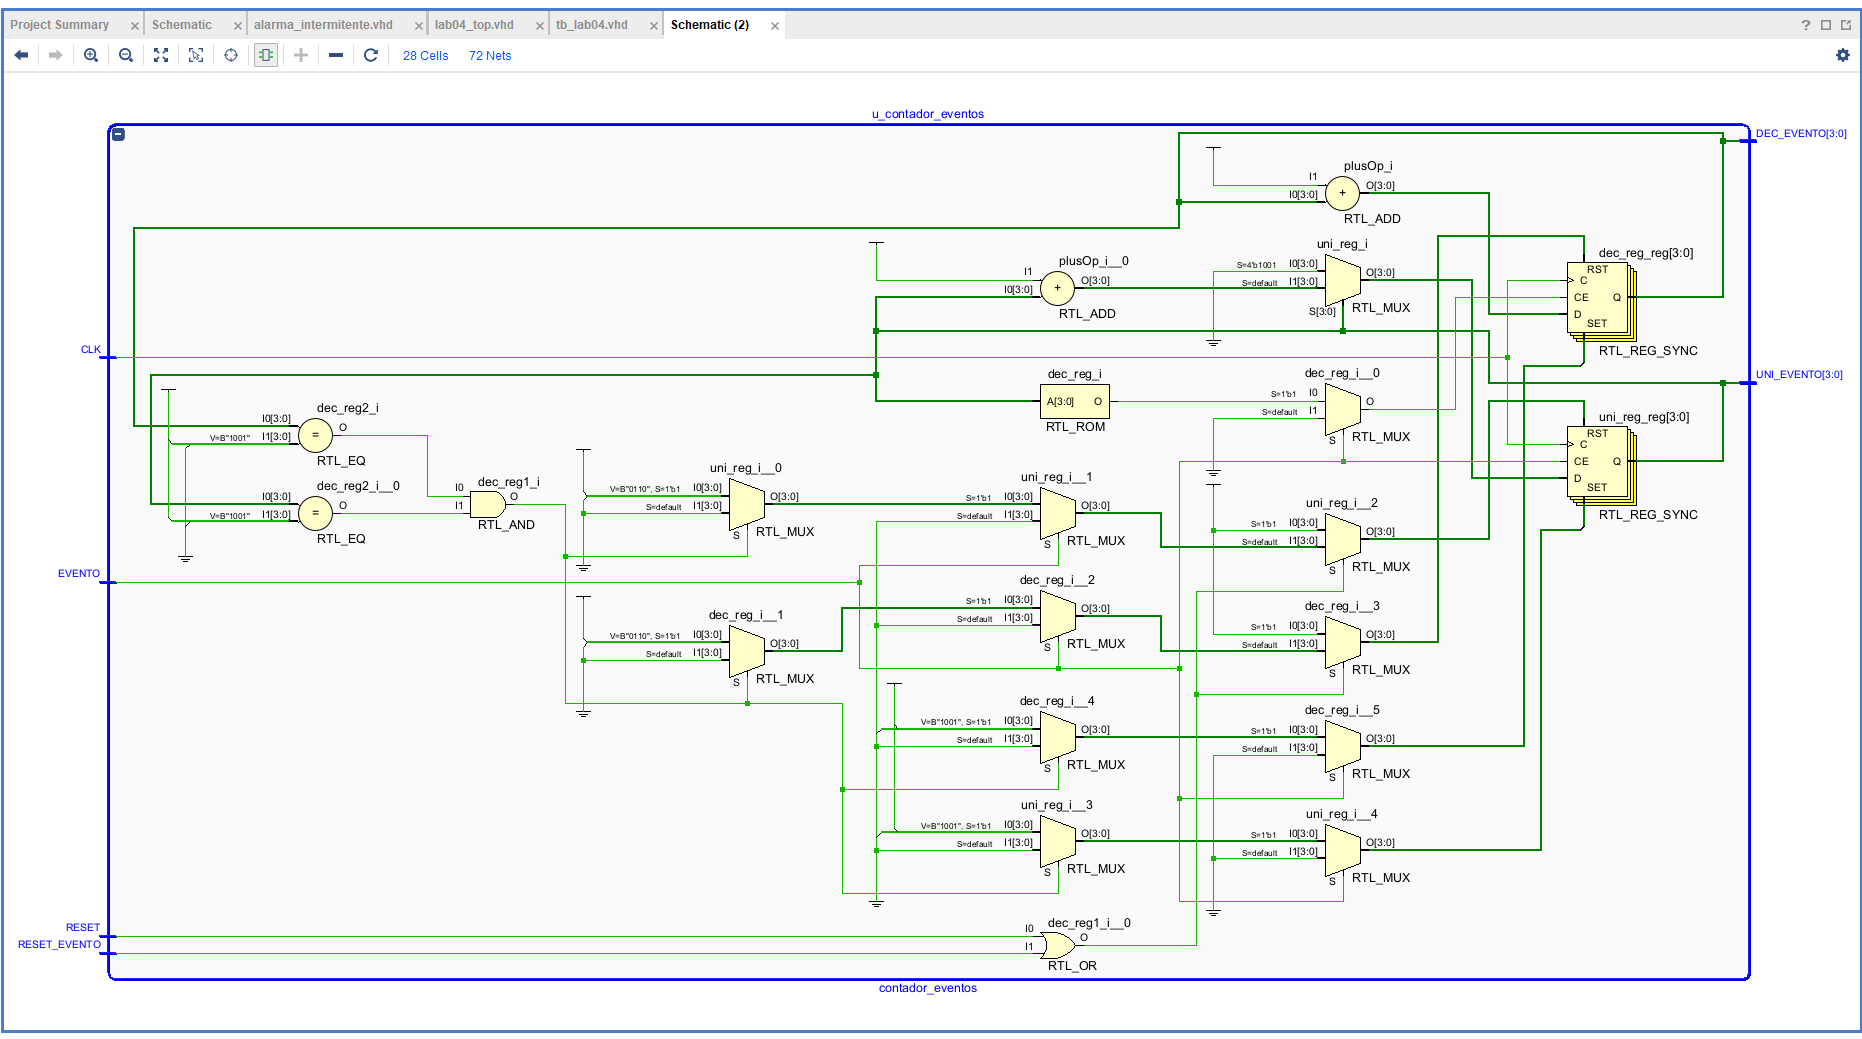 Project Summary × Schematic × alarma_intermitente.vhd × lab04_top.vhd × tb_lab04.vhd × Schematic (2) ×
?
28 Cells 72 Nets
u_contador_eventos
DEC_EVENTO[3:0]
plusOp_i
I1
I0[3:0]
+
O[3:0]
RTL_ADD
uni_reg_i
S=4'b1001 I0[3:0]
S=default I1[3:0]
S[3:0]
O[3:0]
RTL_MUX
dec_reg_reg[3:0]
RST
C
CE
D
Q
SET
RTL_REG_SYNC
plusOp_i__0
I1
I0[3:0]
+
O[3:0]
RTL_ADD
CLK
UNI_EVENTO[3:0]
dec_reg_i
A[3:0] O
RTL_ROM
dec_reg_i__0
S=1'b1 I0
S=default I1
S
O
RTL_MUX
uni_reg_reg[3:0]
RST
C
CE
D
Q
SET
RTL_REG_SYNC
dec_reg2_i
I0[3:0]
V=B"1001" I1[3:0]
=
O
RTL_EQ
dec_reg2_i__0
I0[3:0]
V=B"1001" I1[3:0]
=
O
RTL_EQ
dec_reg1_i
I0
I1
O
RTL_AND
uni_reg_i__0
V=B"0110", S=1'b1 I0[3:0]
S=default I1[3:0]
S
O[3:0]
RTL_MUX
uni_reg_i__1
S=1'b1 I0[3:0]
S=default I1[3:0]
S
O[3:0]
RTL_MUX
uni_reg_i__2
S=1'b1 I0[3:0]
S=default I1[3:0]
S
O[3:0]
RTL_MUX
EVENTO
dec_reg_i__1
V=B"0110", S=1'b1 I0[3:0]
S=default I1[3:0]
S
O[3:0]
RTL_MUX
dec_reg_i__2
S=1'b1 I0[3:0]
S=default I1[3:0]
S
O[3:0]
RTL_MUX
dec_reg_i__3
S=1'b1 I0[3:0]
S=default I1[3:0]
S
O[3:0]
RTL_MUX
dec_reg_i__4
V=B"1001", S=1'b1 I0[3:0]
S=default I1[3:0]
S
O[3:0]
RTL_MUX
dec_reg_i__5
S=1'b1 I0[3:0]
S=default I1[3:0]
S
O[3:0]
RTL_MUX
uni_reg_i__3
V=B"1001", S=1'b1 I0[3:0]
S=default I1[3:0]
S
O[3:0]
RTL_MUX
uni_reg_i__4
S=1'b1 I0[3:0]
S=default I1[3:0]
S
O[3:0]
RTL_MUX
RESET
RESET_EVENTO
dec_reg1_i__0
I0
I1
O
RTL_OR
contador_eventos